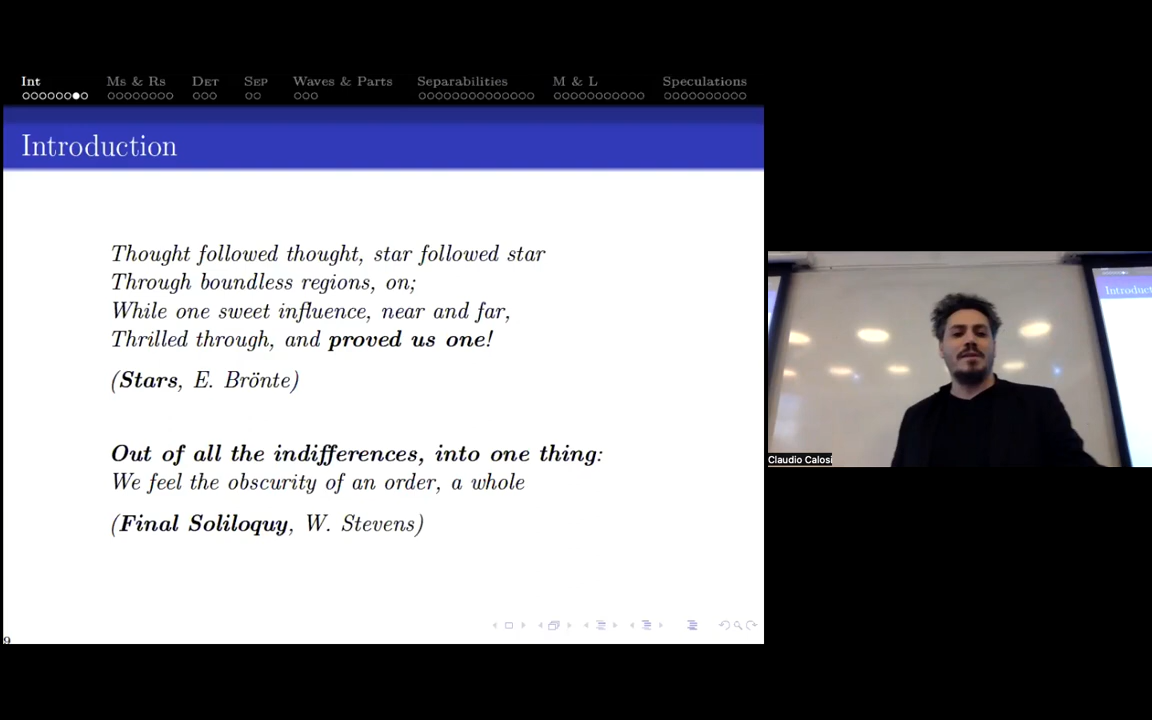 Int Ms & Rs Det Sep Waves & Parts Separabilities M & L Speculations
Introduction
Thought followed thought, star followed star
Through boundless regions, on;
While one sweet influence, near and far,
Thrilled through, and proved us one!
(Stars, E. Brönte)
Out of all the indifferences, into one thing:
We feel the obscurity of an order, a whole
(Final Soliloquy, W. Stevens)
9
Claudio Calosi
Introduct